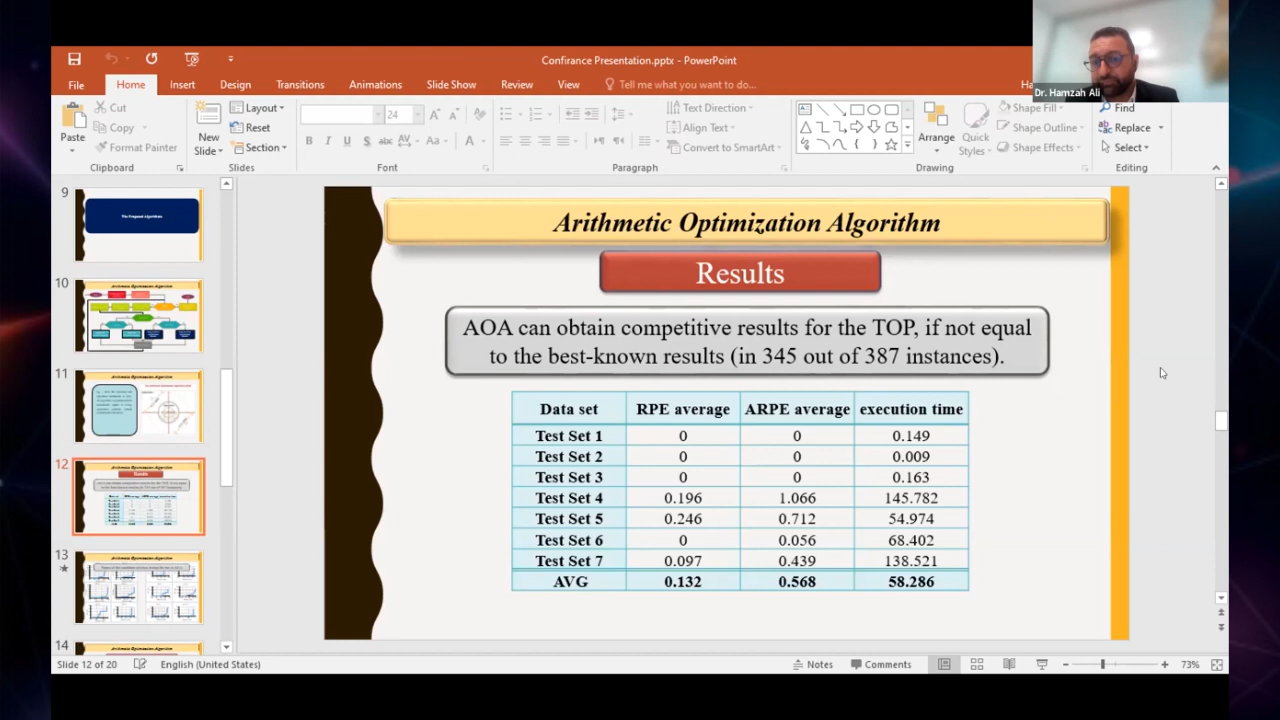 Confirance Presentation.pptx - PowerPoint
Dr. Hamzah Ali
File Home Insert Design Transitions Animations Slide Show Review View Tell me what you want to do...
Paste
Cut
Copy
Format Painter
Clipboard
New
Slide
Layout
Reset
Section
Slides
24
Font
Text Direction
Align Text
Convert to SmartArt
Paragraph
Arrange
Quick
Styles
Shape Fill
Shape Outline
Shape Effects
Drawing
Find
Replace
Select
Editing
9
10
11
12
13
14
Arithmetic Optimization Algorithm
Results
AOA can obtain competitive results for the TOP, if not equal
to the best-known results (in 345 out of 387 instances).
Data set RPE average ARPE average execution time
Test Set 1 0 0 0.149
Test Set 2 0 0 0.009
Test Set 3 0 0 0.163
Test Set 4 0.196 1.066 145.782
Test Set 5 0.246 0.712 54.974
Test Set 6 0 0.056 68.402
Test Set 7 0.097 0.439 138.521
AVG 0.132 0.568 58.286
Slide 12 of 20 English (United States) Notes Comments 73%